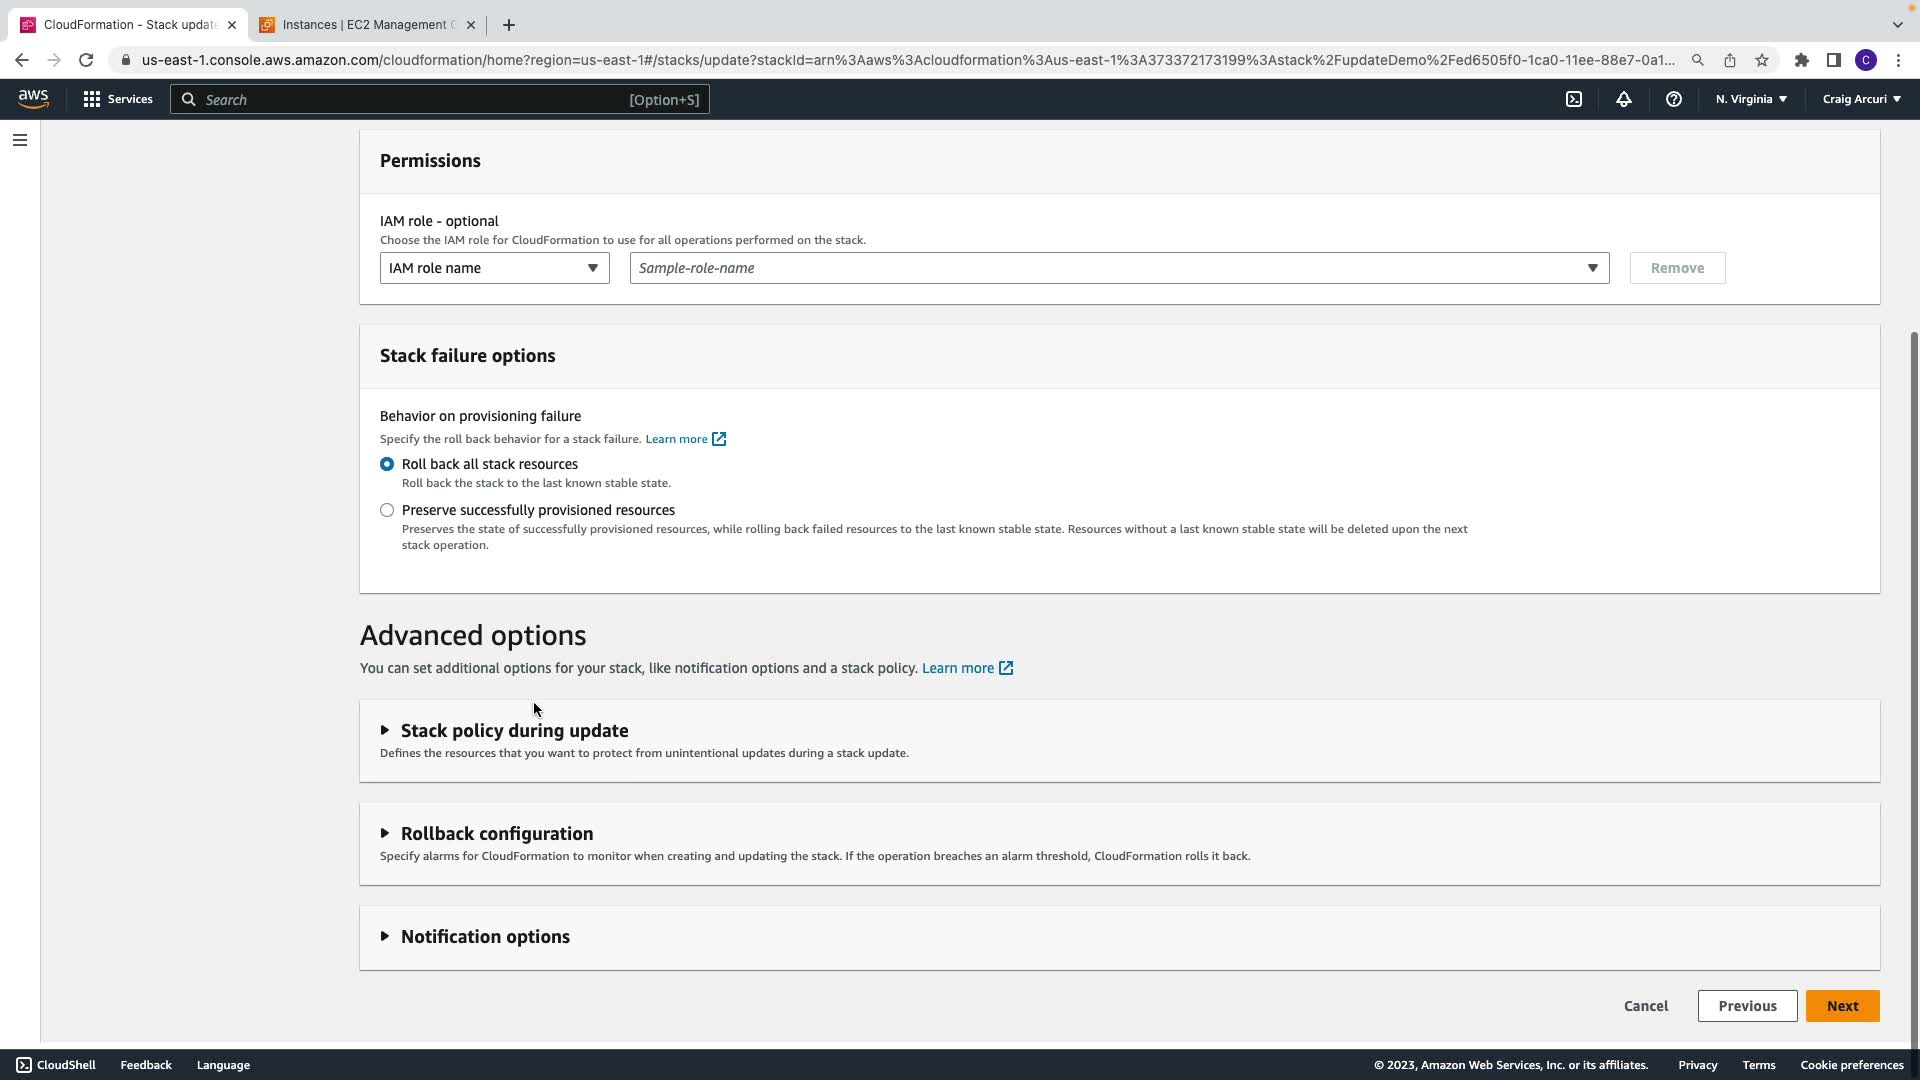 CloudFormation - Stack update
Instances | EC2 Management C
us-east-1.console.aws.amazon.com/cloudformation/home?region=us-east-1#/stacks/update?stackId=arn%3Aaws%3Acloudformation%3Aus-east-1%3A373372173199%3Astack%2FupdateDemo%2Fed6505f0-1ca0-11ee-88e7-0a1...
C
aws
Services
Search
[Option+S]
N. Virginia
Craig Arcuri
Permissions
IAM role - optional
Choose the IAM role for CloudFormation to use for all operations performed on the stack.
IAM role name
Sample-role-name
Remove
Stack failure options
Behavior on provisioning failure
Specify the roll back behavior for a stack failure. Learn more
Roll back all stack resources
Roll back the stack to the last known stable state.
Preserve successfully provisioned resources
Preserves the state of successfully provisioned resources, while rolling back failed resources to the last known stable state. Resources without a last known stable state will be deleted upon the next
stack operation.
Advanced options
You can set additional options for your stack, like notification options and a stack policy. Learn more
Stack policy during update
Defines the resources that you want to protect from unintentional updates during a stack update.
Rollback configuration
Specify alarms for CloudFormation to monitor when creating and updating the stack. If the operation breaches an alarm threshold, CloudFormation rolls it back.
Notification options
Cancel
Previous
Next
CloudShell
Feedback
Language
© 2023, Amazon Web Services, Inc. or its affiliates.
Privacy
Terms
Cookie preferences